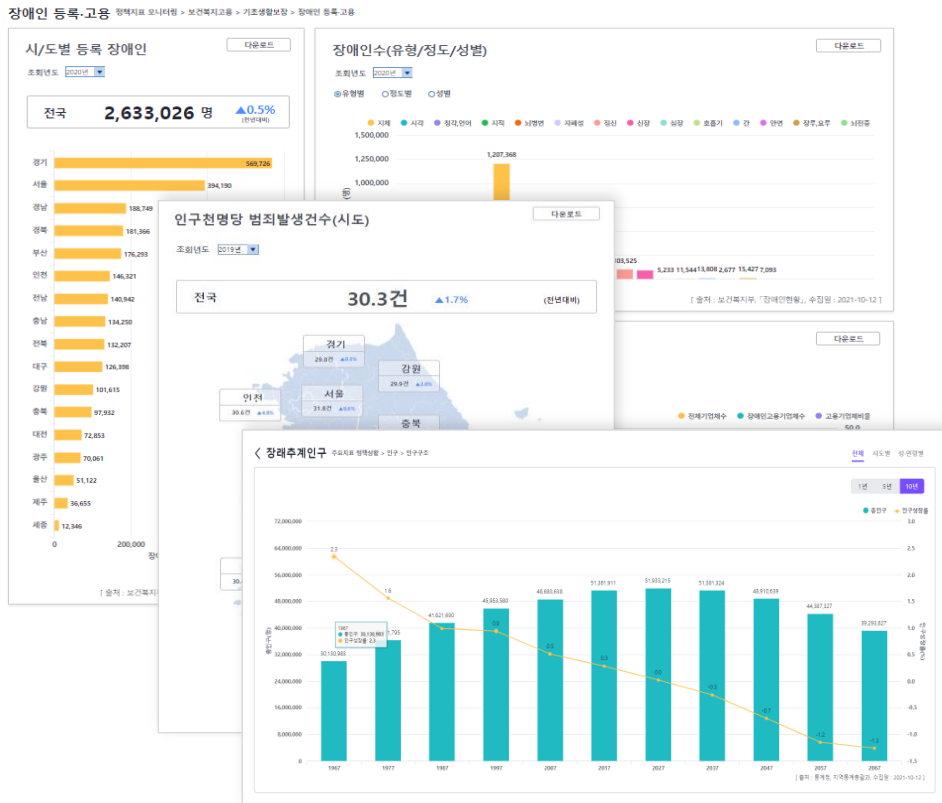 장애인 등록·고용 정책지표 모니터링 > 보건복지고용 > 기초생활보장 > 장애인 등록·고용
시/도별 등록 장애인
다운로드
조회년도 2020년
전국 2,633,026 명 ▲0.5%
(전년대비)
경기 569,726
서울 394,190
경남 188,749
경북 181,366
부산 176,293
인천 146,321
전남 140,942
충남 134,250
전북 132,207
대구 126,398
강원 101,615
충북 97,932
대전 72,853
광주 70,061
울산 51,122
제주 36,655
세종 12,346
0 200,000
[ 출처 : 보건복지
장애인수(유형/정도/성별)
다운로드
조회년도 2020년
유형별 정도별 성별
지체 시각 청각,언어 지적 뇌병변 자폐성 정신 신장 심장 호흡기 간 안면 장루,요루 뇌전증
1,500,000
1,250,000
1,000,000
(명)
1,207,368
103,525
5,233 11,544 13,808 2,677 15,427 7,093
[ 출처 : 보건복지부, 「장애인현황」, 수집일 : 2021-10-12 ]
다운로드
전체기업체수 장애인고용기업체수 고용기업체비율
50.0
인구천명당 범죄발생건수(시도)
다운로드
조회년도 2019년
전국 30.3건 ▲1.7% (전년대비)
경기
강원
29.9건
인천
30.6건
서울
31.8건
충북
30.
장래추계인구 주요지표 정책상황 > 인구 > 인구구조
전체 시도별 성·연령별
1년 5년 10년
총인구 인구성장률
72,000,000
64,000,000
56,000,000
48,000,000
40,000,000
32,000,000
24,000,000
16,000,000
8,000,000
0
총인구(명)
3.0
2.5
2.0
1.5
1.0
0.5
0.0
-0.5
-1.0
-1.5
인구성장률(%)
30,130,983
41,621,690
45,953,580
48,683,638
51,361,911
51,933,215
51,381,324
48,910,639
44,387,327
39,293,827
2.3
1.6
0.9
0.5
0.3
0.0
-0.3
-0.7
-1.2
-1.3
1967
총인구: 30,130,983
인구성장률: 2.3
1967 1977 1987 1997 2007 2017 2027 2037 2047 2057 2067
[ 출처 : 통계청, 지역통계총괄과, 수집일 : 2021-10-12 ]